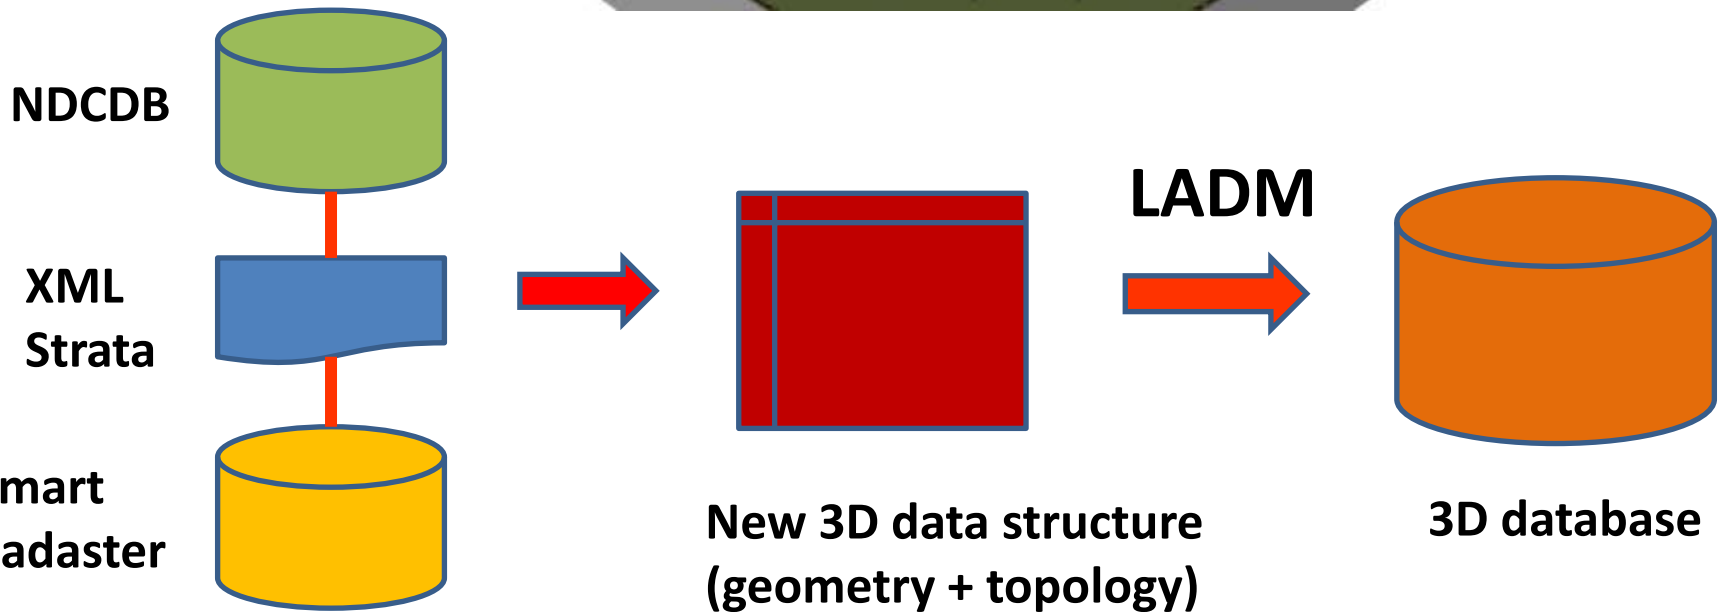 NDCDB
XML
Strata
mart
adaster
New 3D data structure
(geometry + topology)
LADM
3D database